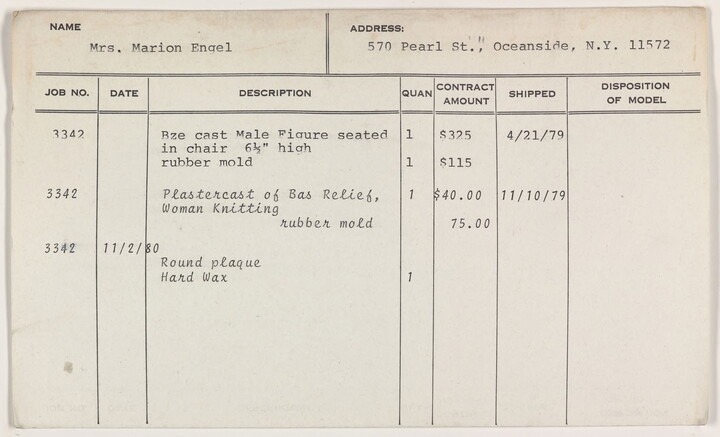 NAME
Mrs. Marion Engel
ADDRESS:
570 Pearl St., Oceanside, N.Y. 11572
JOB NO. DATE DESCRIPTION QUAN CONTRACT AMOUNT SHIPPED DISPOSITION OF MODEL
3342 Bze cast Male Figure seated 1 $325 4/21/79
in chair 6½" high
rubber mold 1 $115
3342 Plastercast of Bas Relief, 1 $40.00 11/10/79
Woman Knitting
rubber mold 75.00
3342 11/2/80
Round plaque
Hard Wax 1